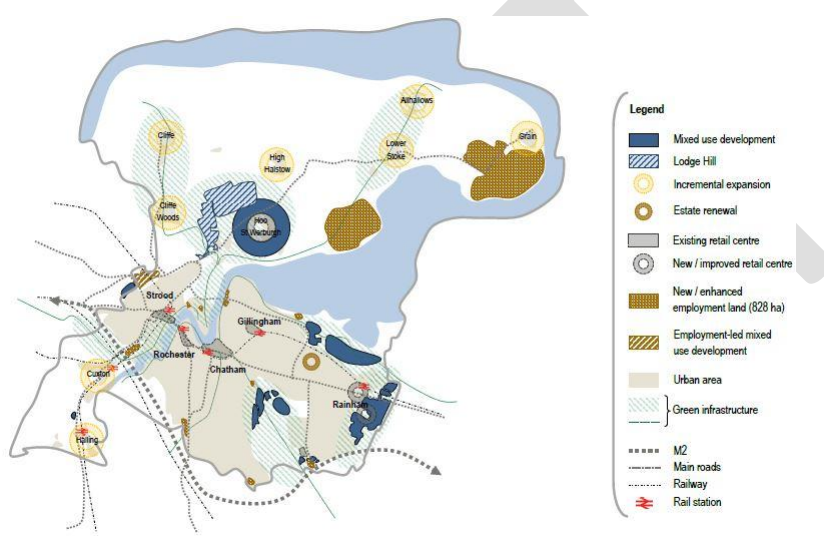 Allhallows
Cliffe
Grain
Lower
Stoke
High
Halstow
Cliffe
Woods
Hoo
St Werburgh
Strood
Gillingham
Rochester
Chatham
Cuxton
Rainham
Halling
Legend
Mixed use development
Lodge Hill
Incremental expansion
Estate renewal
Existing retail centre
New / improved retail centre
New / enhanced
employment land (828 ha)
Employment-led mixed
use development
Urban area
Green infrastructure
M2
Main roads
Railway
Rail station